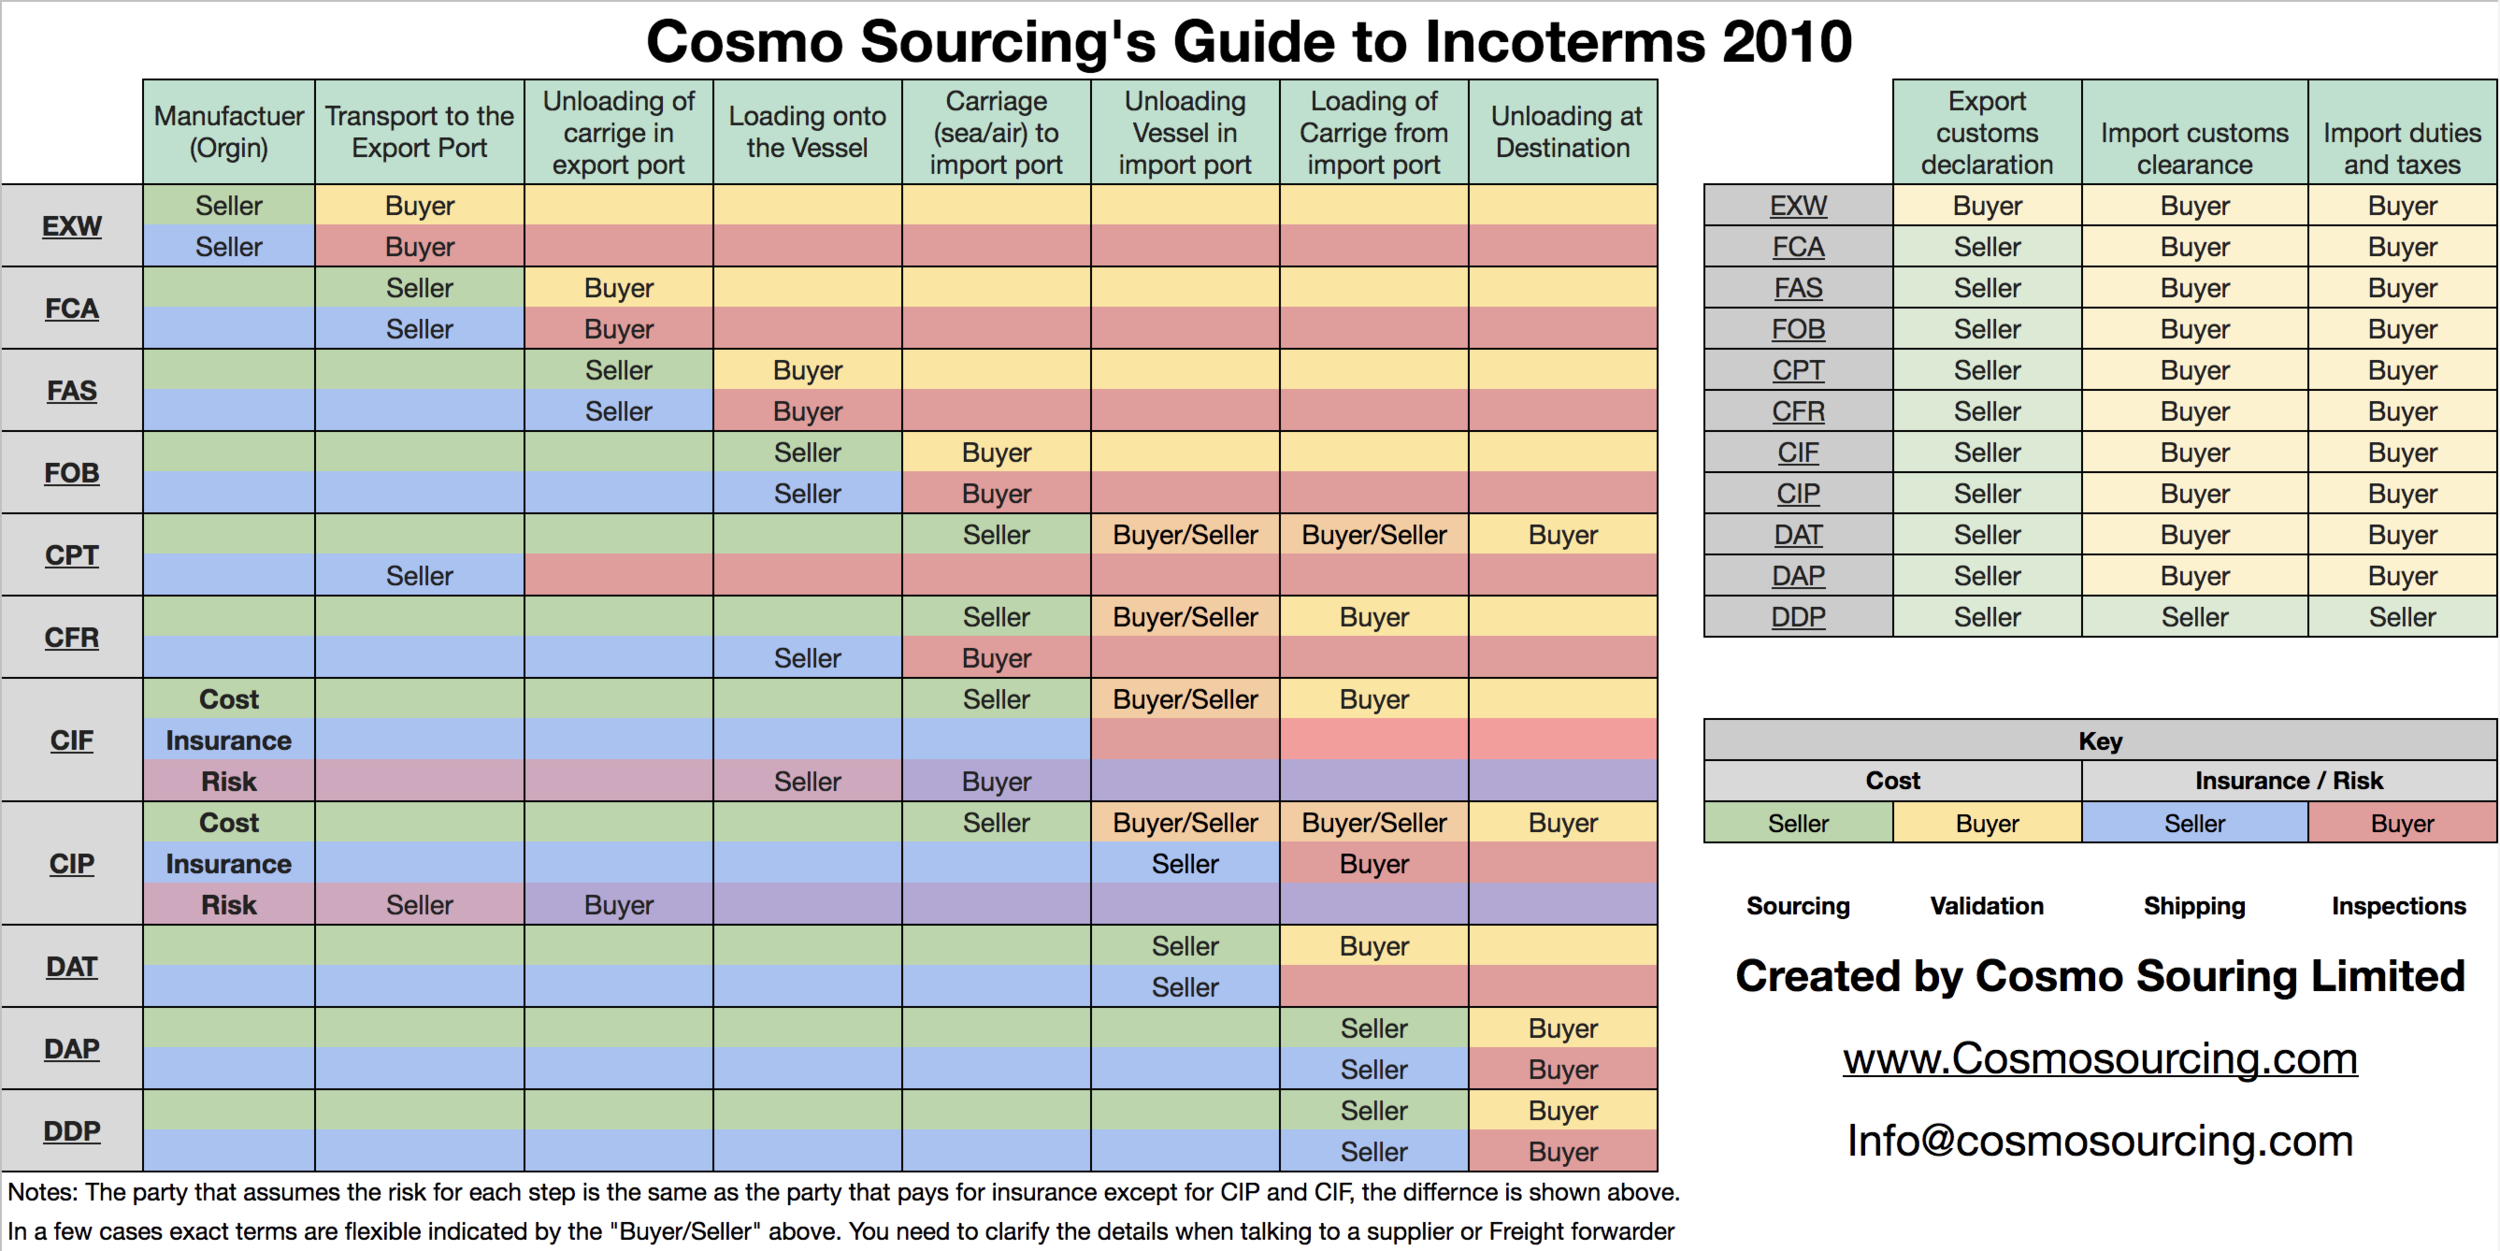 Cosmo Sourcing's Guide to Incoterms 2010
Manufactuer (Orgin) Transport to the Export Port Unloading of carrige in export port Loading onto the Vessel Carriage (sea/air) to import port Unloading Vessel in import port Loading of Carrige from import port Unloading at Destination
EXW
Seller Buyer
Seller Buyer
FCA
Seller Buyer
Seller Buyer
FAS
Seller Buyer
Seller Buyer
FOB
Seller Buyer
Seller Buyer
CPT
Seller Buyer/Seller Buyer/Seller Buyer
Seller
CFR
Seller Buyer/Seller Buyer
Seller Buyer
CIF
Cost Seller Buyer/Seller Buyer
Insurance
Risk Seller Buyer
CIP
Cost Seller Buyer/Seller Buyer/Seller Buyer
Insurance Seller Buyer
Risk Seller Buyer
DAT
Seller Buyer
Seller
DAP
Seller Buyer
Seller Buyer
DDP
Seller Buyer
Seller Buyer
Notes: The party that assumes the risk for each step is the same as the party that pays for insurance except for CIP and CIF, the differnce is shown above.
In a few cases exact terms are flexible indicated by the "Buyer/Seller" above. You need to clarify the details when talking to a supplier or Freight forwarder
Export customs declaration Import customs clearance Import duties and taxes
EXW Buyer Buyer Buyer
FCA Seller Buyer Buyer
FAS Seller Buyer Buyer
FOB Seller Buyer Buyer
CPT Seller Buyer Buyer
CFR Seller Buyer Buyer
CIF Seller Buyer Buyer
CIP Seller Buyer Buyer
DAT Seller Buyer Buyer
DAP Seller Buyer Buyer
DDP Seller Seller Seller
Key
Cost Insurance / Risk
Seller Buyer Seller Buyer
Sourcing Validation Shipping Inspections
Created by Cosmo Souring Limited
www.Cosmosourcing.com
Info@cosmosourcing.com